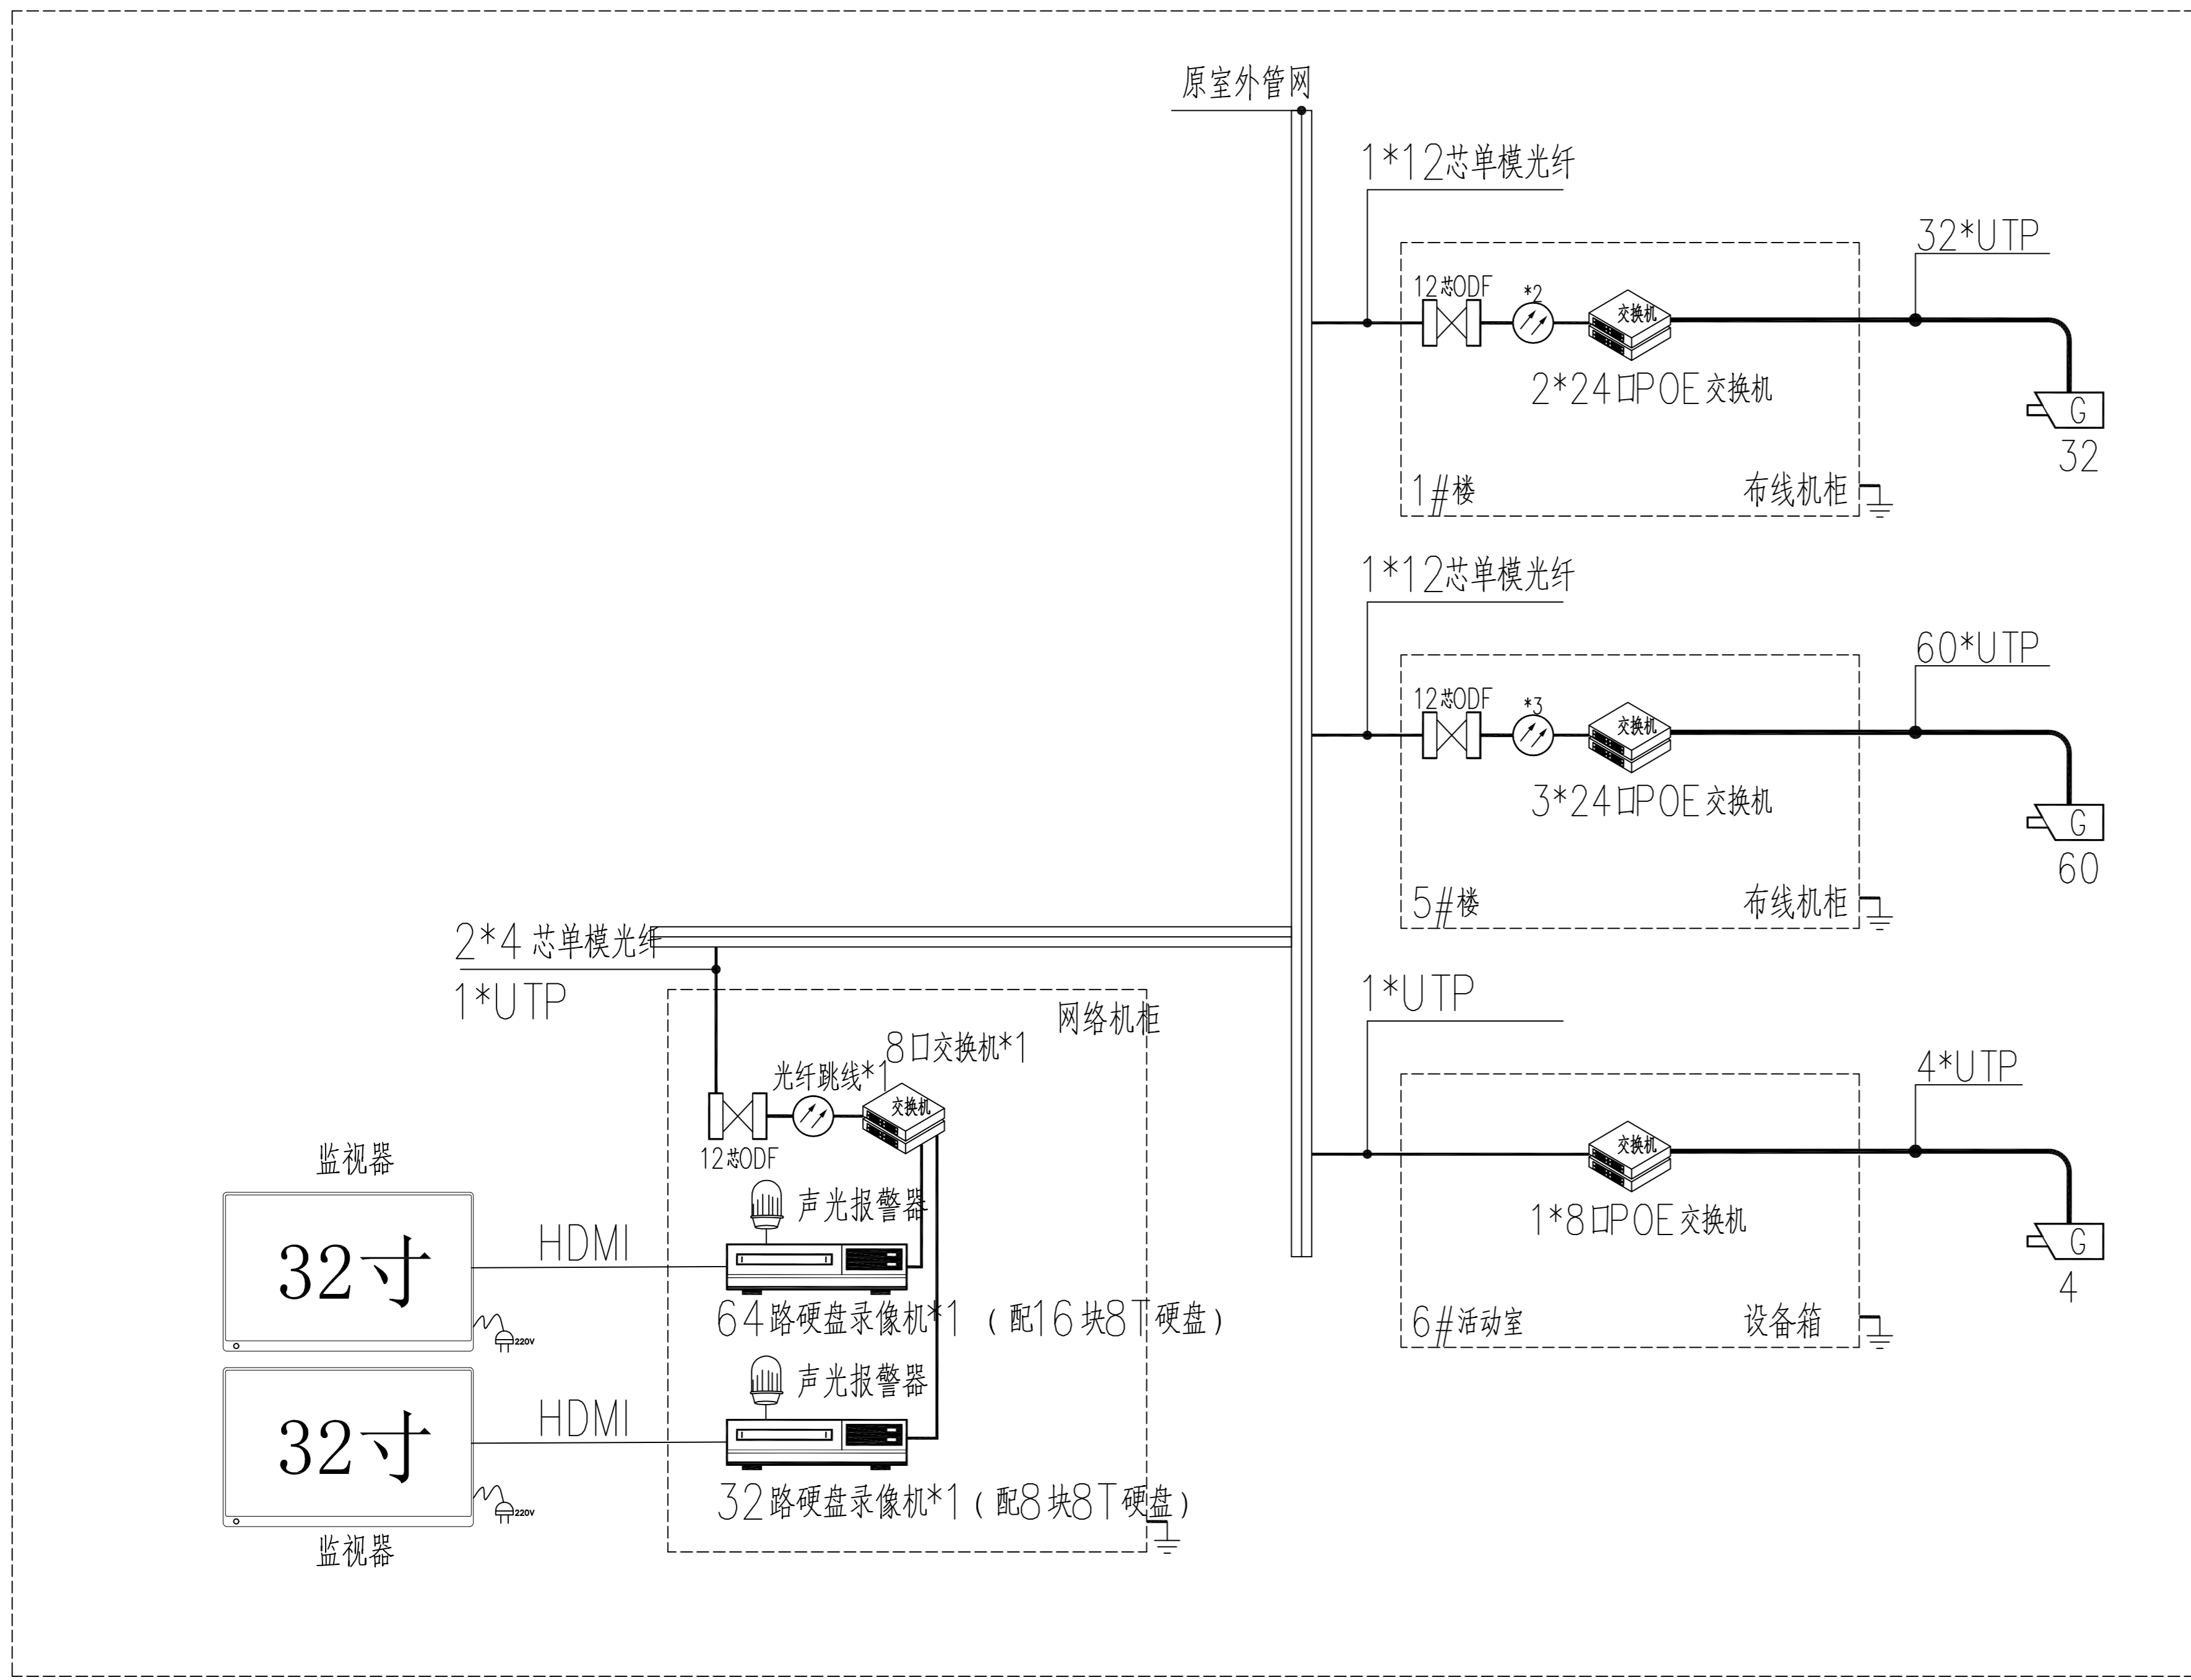 原室外管网
1*12芯单模光纤
32*UTP
12芯ODF
*2
交换机
2*24口POE交换机
G
32
1#楼
布线机柜
1*12芯单模光纤
60*UTP
12芯ODF
*3
交换机
3*24口POE交换机
G
60
5#楼
布线机柜
1*UTP
4*UTP
交换机
1*8口POE交换机
G
4
6#活动室
设备箱
2*4芯单模光纤
1*UTP
网络机柜
8口交换机*1
光纤跳线*1
交换机
12芯ODF
声光报警器
64路硬盘录像机*1(配16块8T硬盘)
声光报警器
32路硬盘录像机*1(配8块8T硬盘)
监视器
32寸
HDMI
220V
32寸
HDMI
220V
监视器